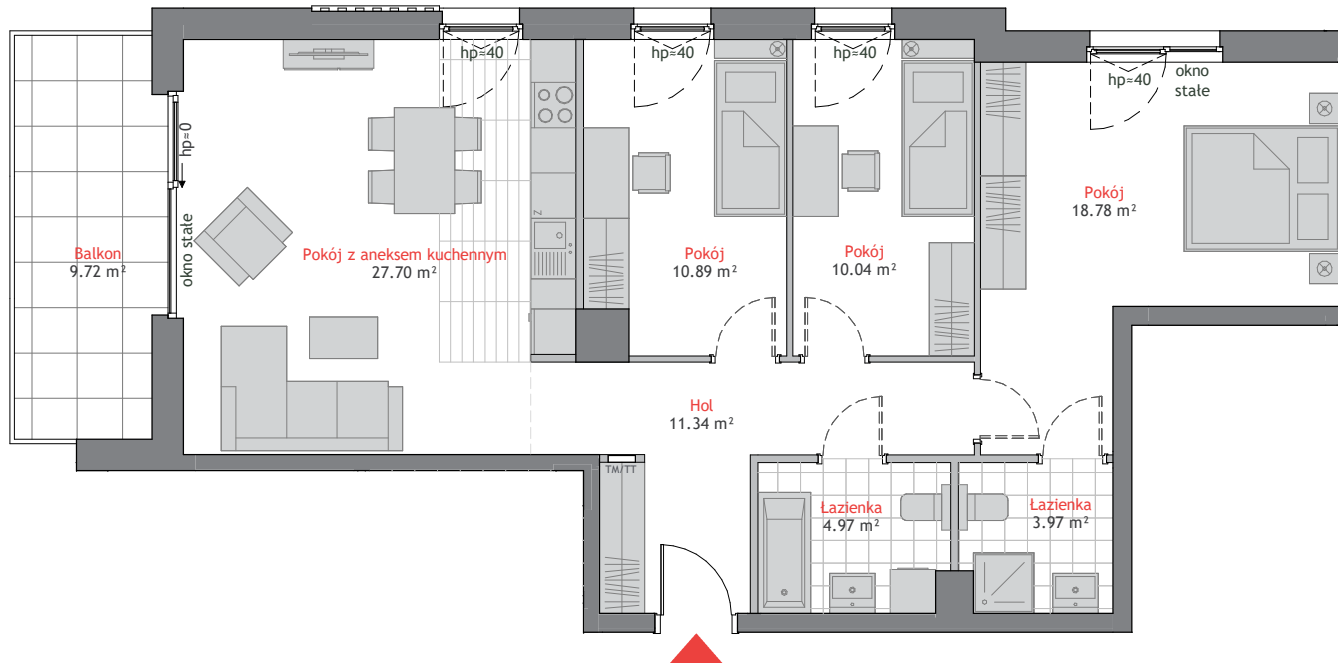 hp≈40
hp≈40
hp≈40
hp≈40
okno
stałe
hp≈0
okno stałe
Balkon
9.72 m²
Pokój z aneksem kuchennym
27.70 m²
Z
Pokój
10.89 m²
Pokój
10.04 m²
Pokój
18.78 m²
Hol
11.34 m²
TM/TT
Łazienka
4.97 m²
Łazienka
3.97 m²